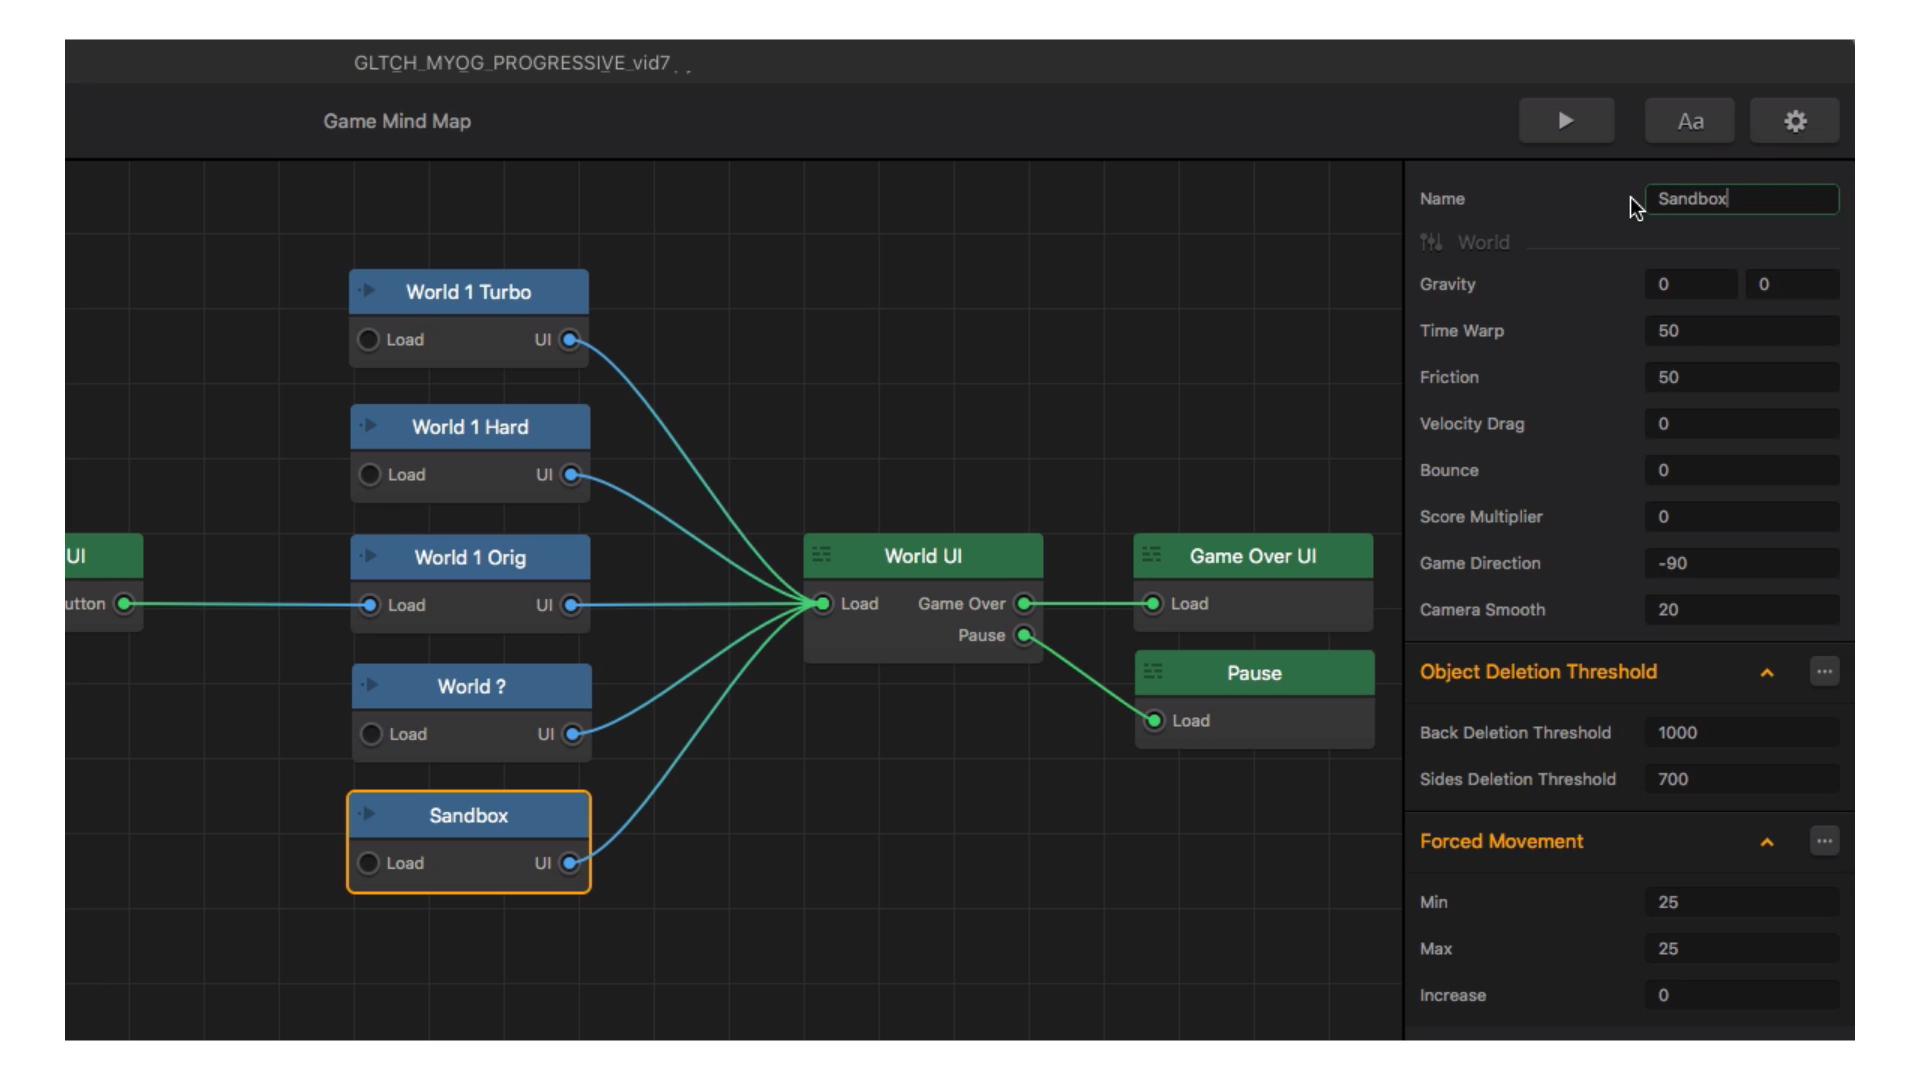 GLTCH_MYOG_PROGRESSIVE_vid7
Game Mind Map
Aa
Name
Sandbox
World
Gravity
0
0
Time Warp
50
Friction
50
Velocity Drag
0
Bounce
0
Score Multiplier
0
Game Direction
-90
Camera Smooth
20
Object Deletion Threshold
Back Deletion Threshold
1000
Sides Deletion Threshold
700
Forced Movement
Min
25
Max
25
Increase
0
World 1 Turbo
Load
UI
World 1 Hard
Load
UI
UI
utton
World 1 Orig
Load
UI
World ?
Load
UI
Sandbox
Load
UI
World UI
Load
Game Over
Pause
Game Over UI
Load
Pause
Load